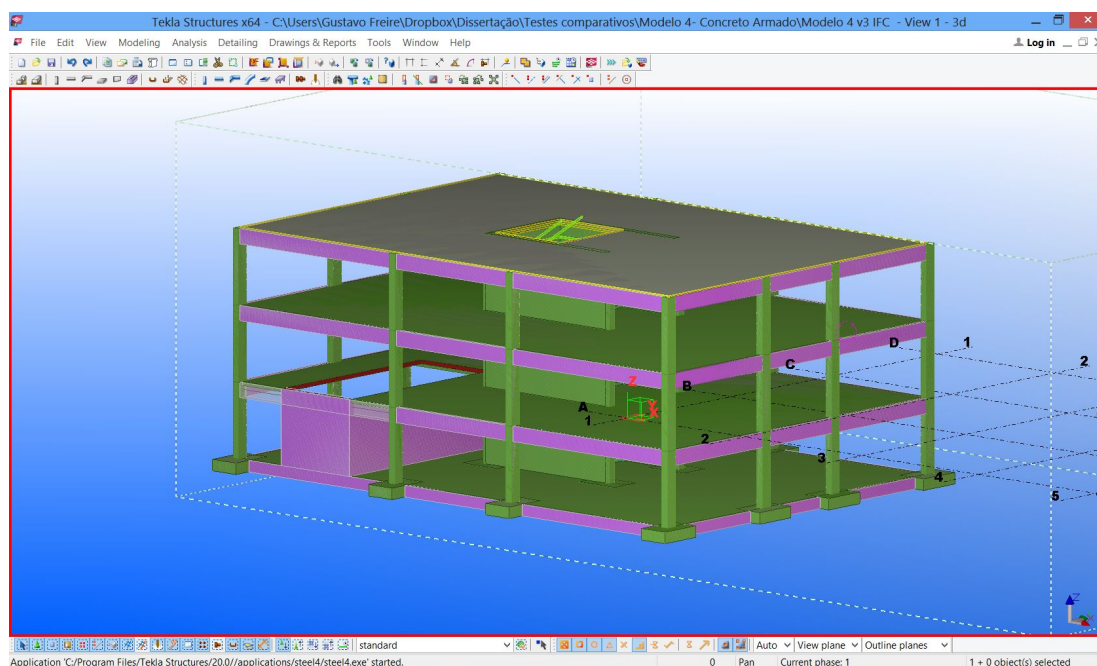 Tekla Structures x64 - C:\Users\Gustavo Freire\Dropbox\Dissertação\Testes comparativos\Modelo 4- Concreto Armado\Modelo 4 v3 IFC - View 1 - 3d
File Edit View Modeling Analysis Detailing Drawings & Reports Tools Window Help Log in
D 1
C 2
Z
B
A
1
2
3
4
5
Z
standard Auto View plane Outline planes
Application 'C:/Program Files/Tekla Structures/20.0//applications/steel4/steel4.exe' started. 0 Pan Current phase: 1 1 + 0 object(s) selected